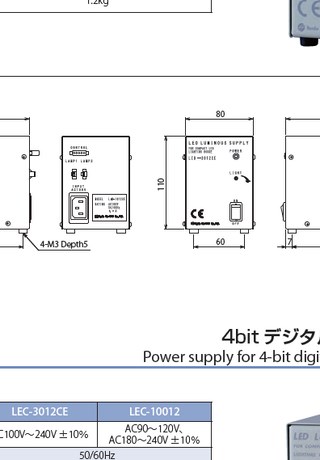 1.2kg
80
CONTROL
LAMP1 LAMP2
INPUT
LED LUMINOUS SUPPLY
POWER
LIGHT
110
CE
60
7
4-M3 Depth5
4bit デジタル
Power supply for 4-bit digi
LEC-3012CE
LEC-10012
C100V～240V ±10%
AC90～120V、
AC180～240V ±10%
50/60Hz
LED L